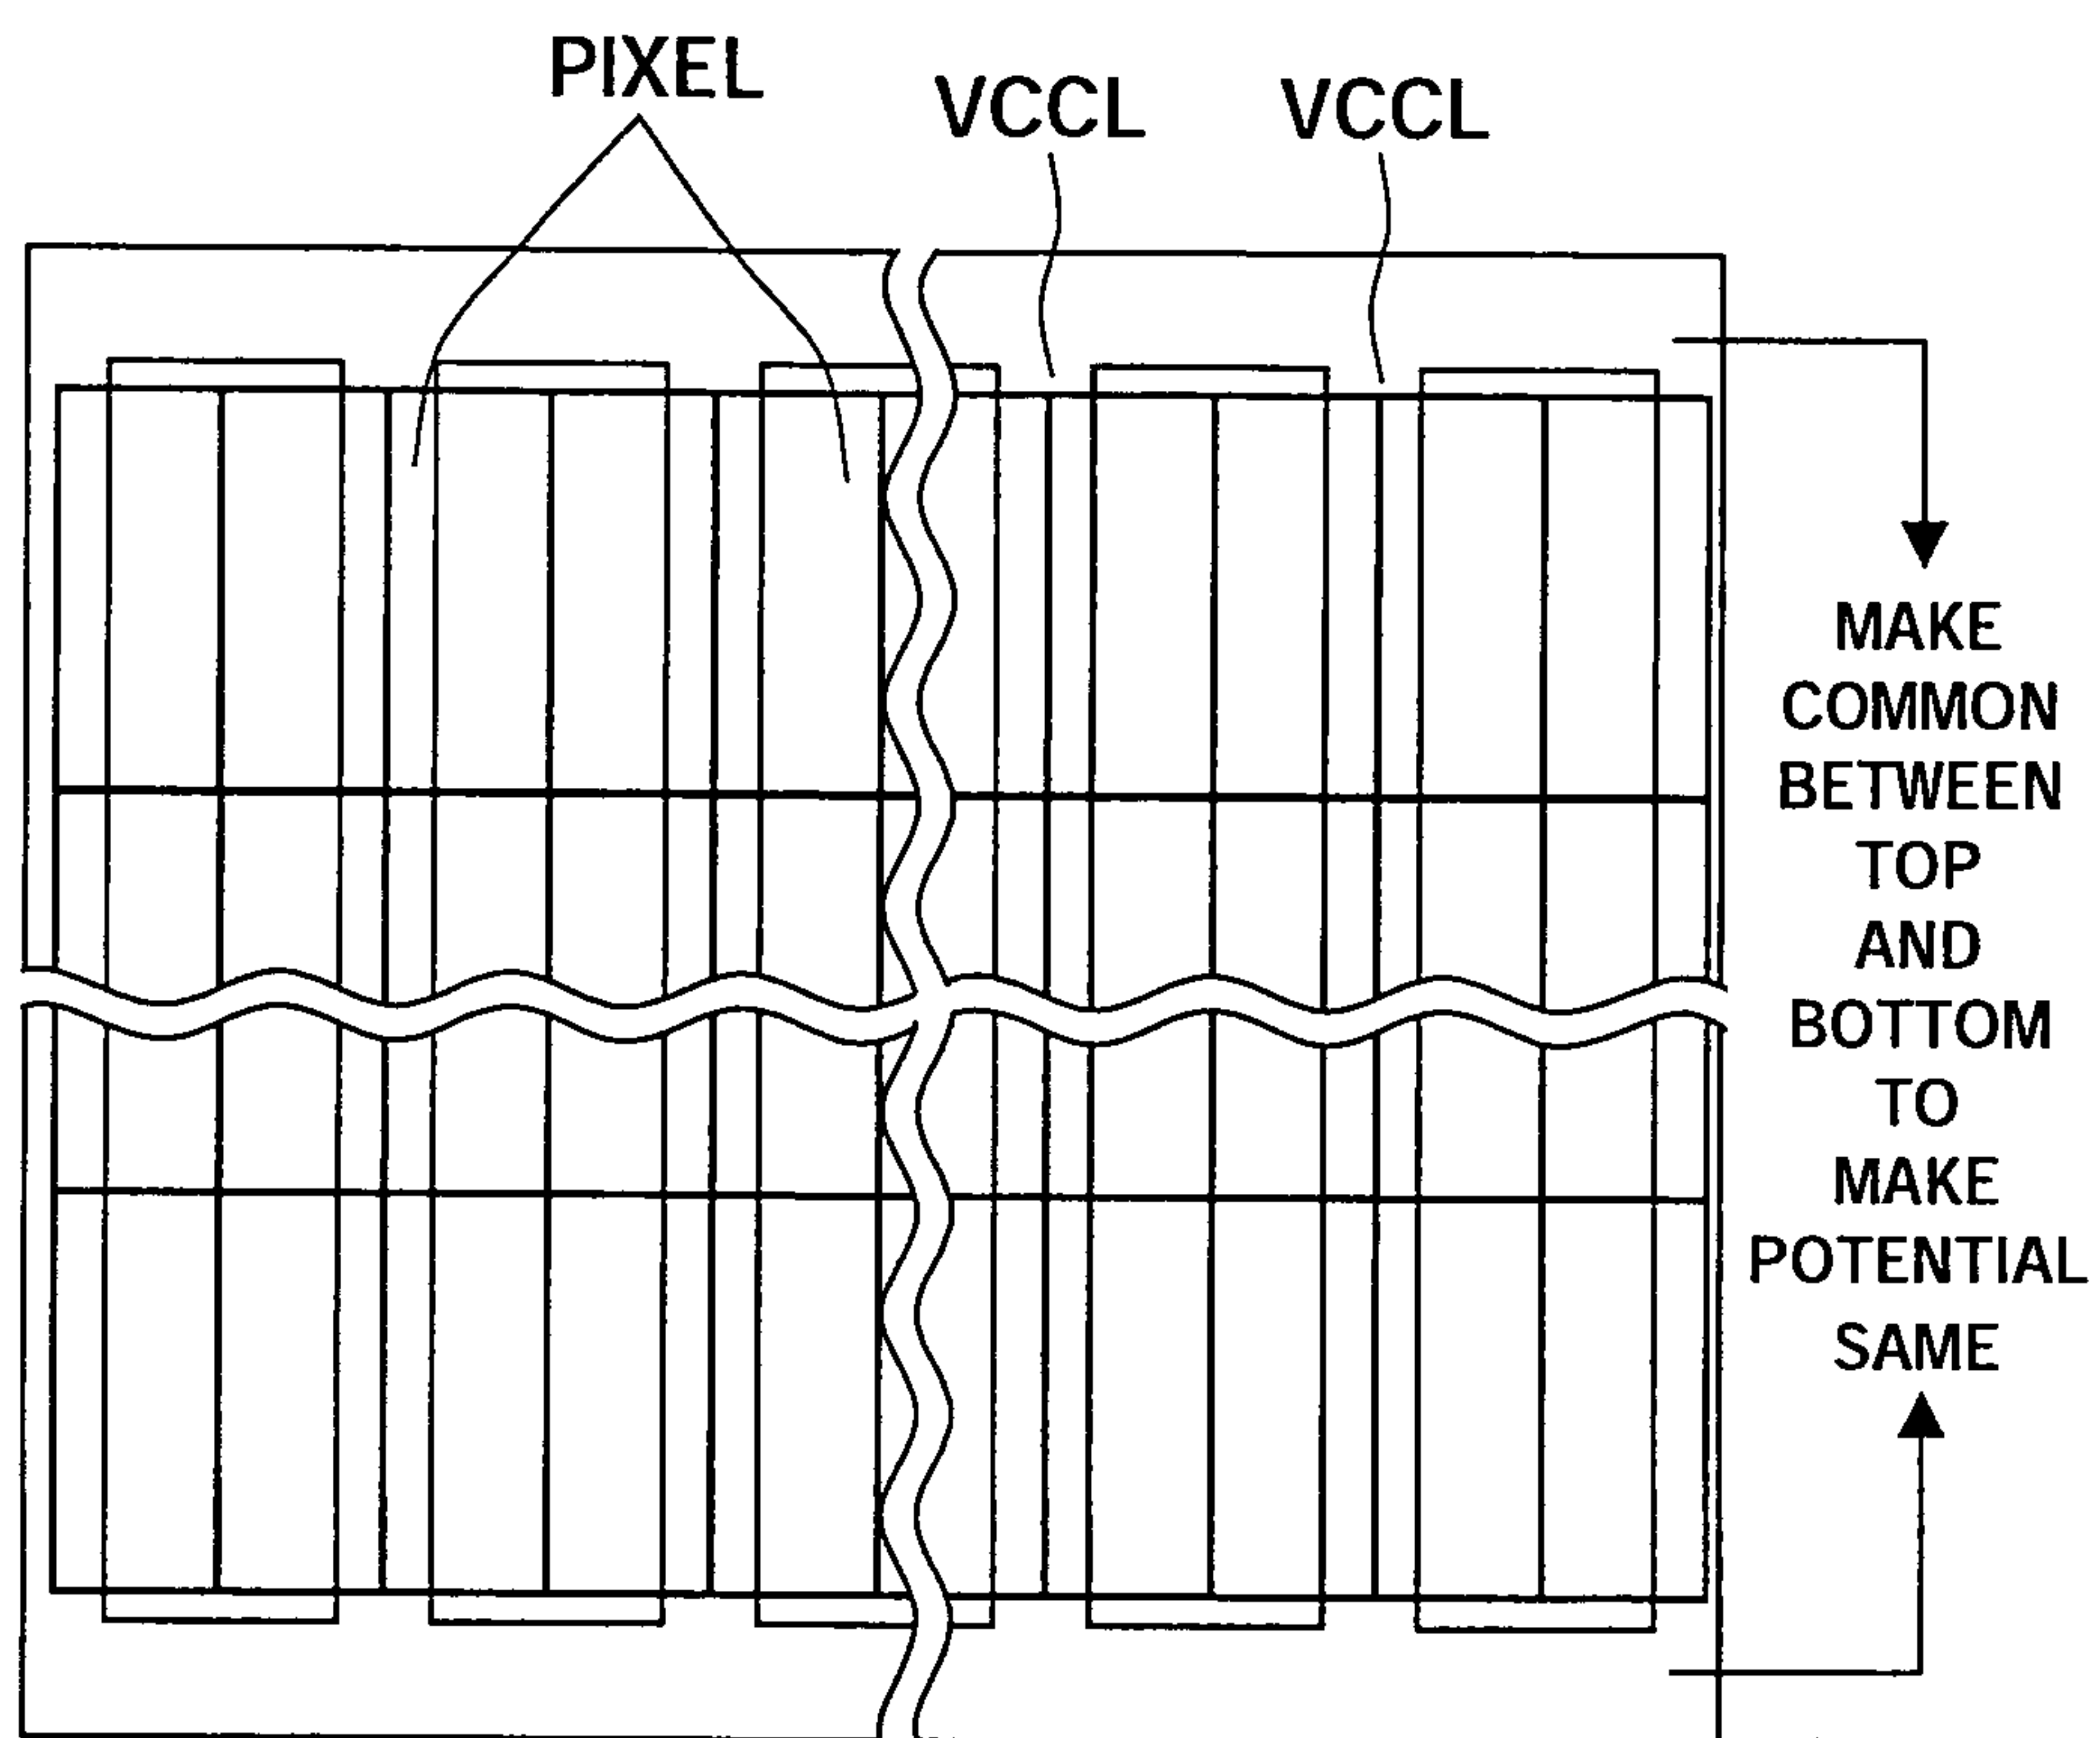 PIXEL
VCCL
VCCL
MAKE
COMMON
BETWEEN
TOP
AND
BOTTOM
TO
MAKE
POTENTIAL
SAME